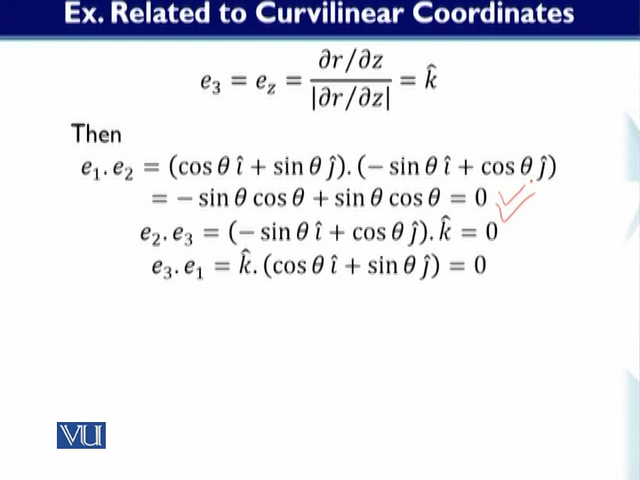 Ex. Related to Curvilinear Coordinates
e₃ = e_z = (∂r/∂z)/|∂r/∂z| = k̂
Then
e₁. e₂ = (cos θ î + sin θ ĵ). (− sin θ î + cos θ ĵ)
= − sin θ cos θ + sin θ cos θ = 0
e₂. e₃ = (− sin θ î + cos θ ĵ). k̂ = 0
e₃. e₁ = k̂. (cos θ î + sin θ ĵ) = 0
VU